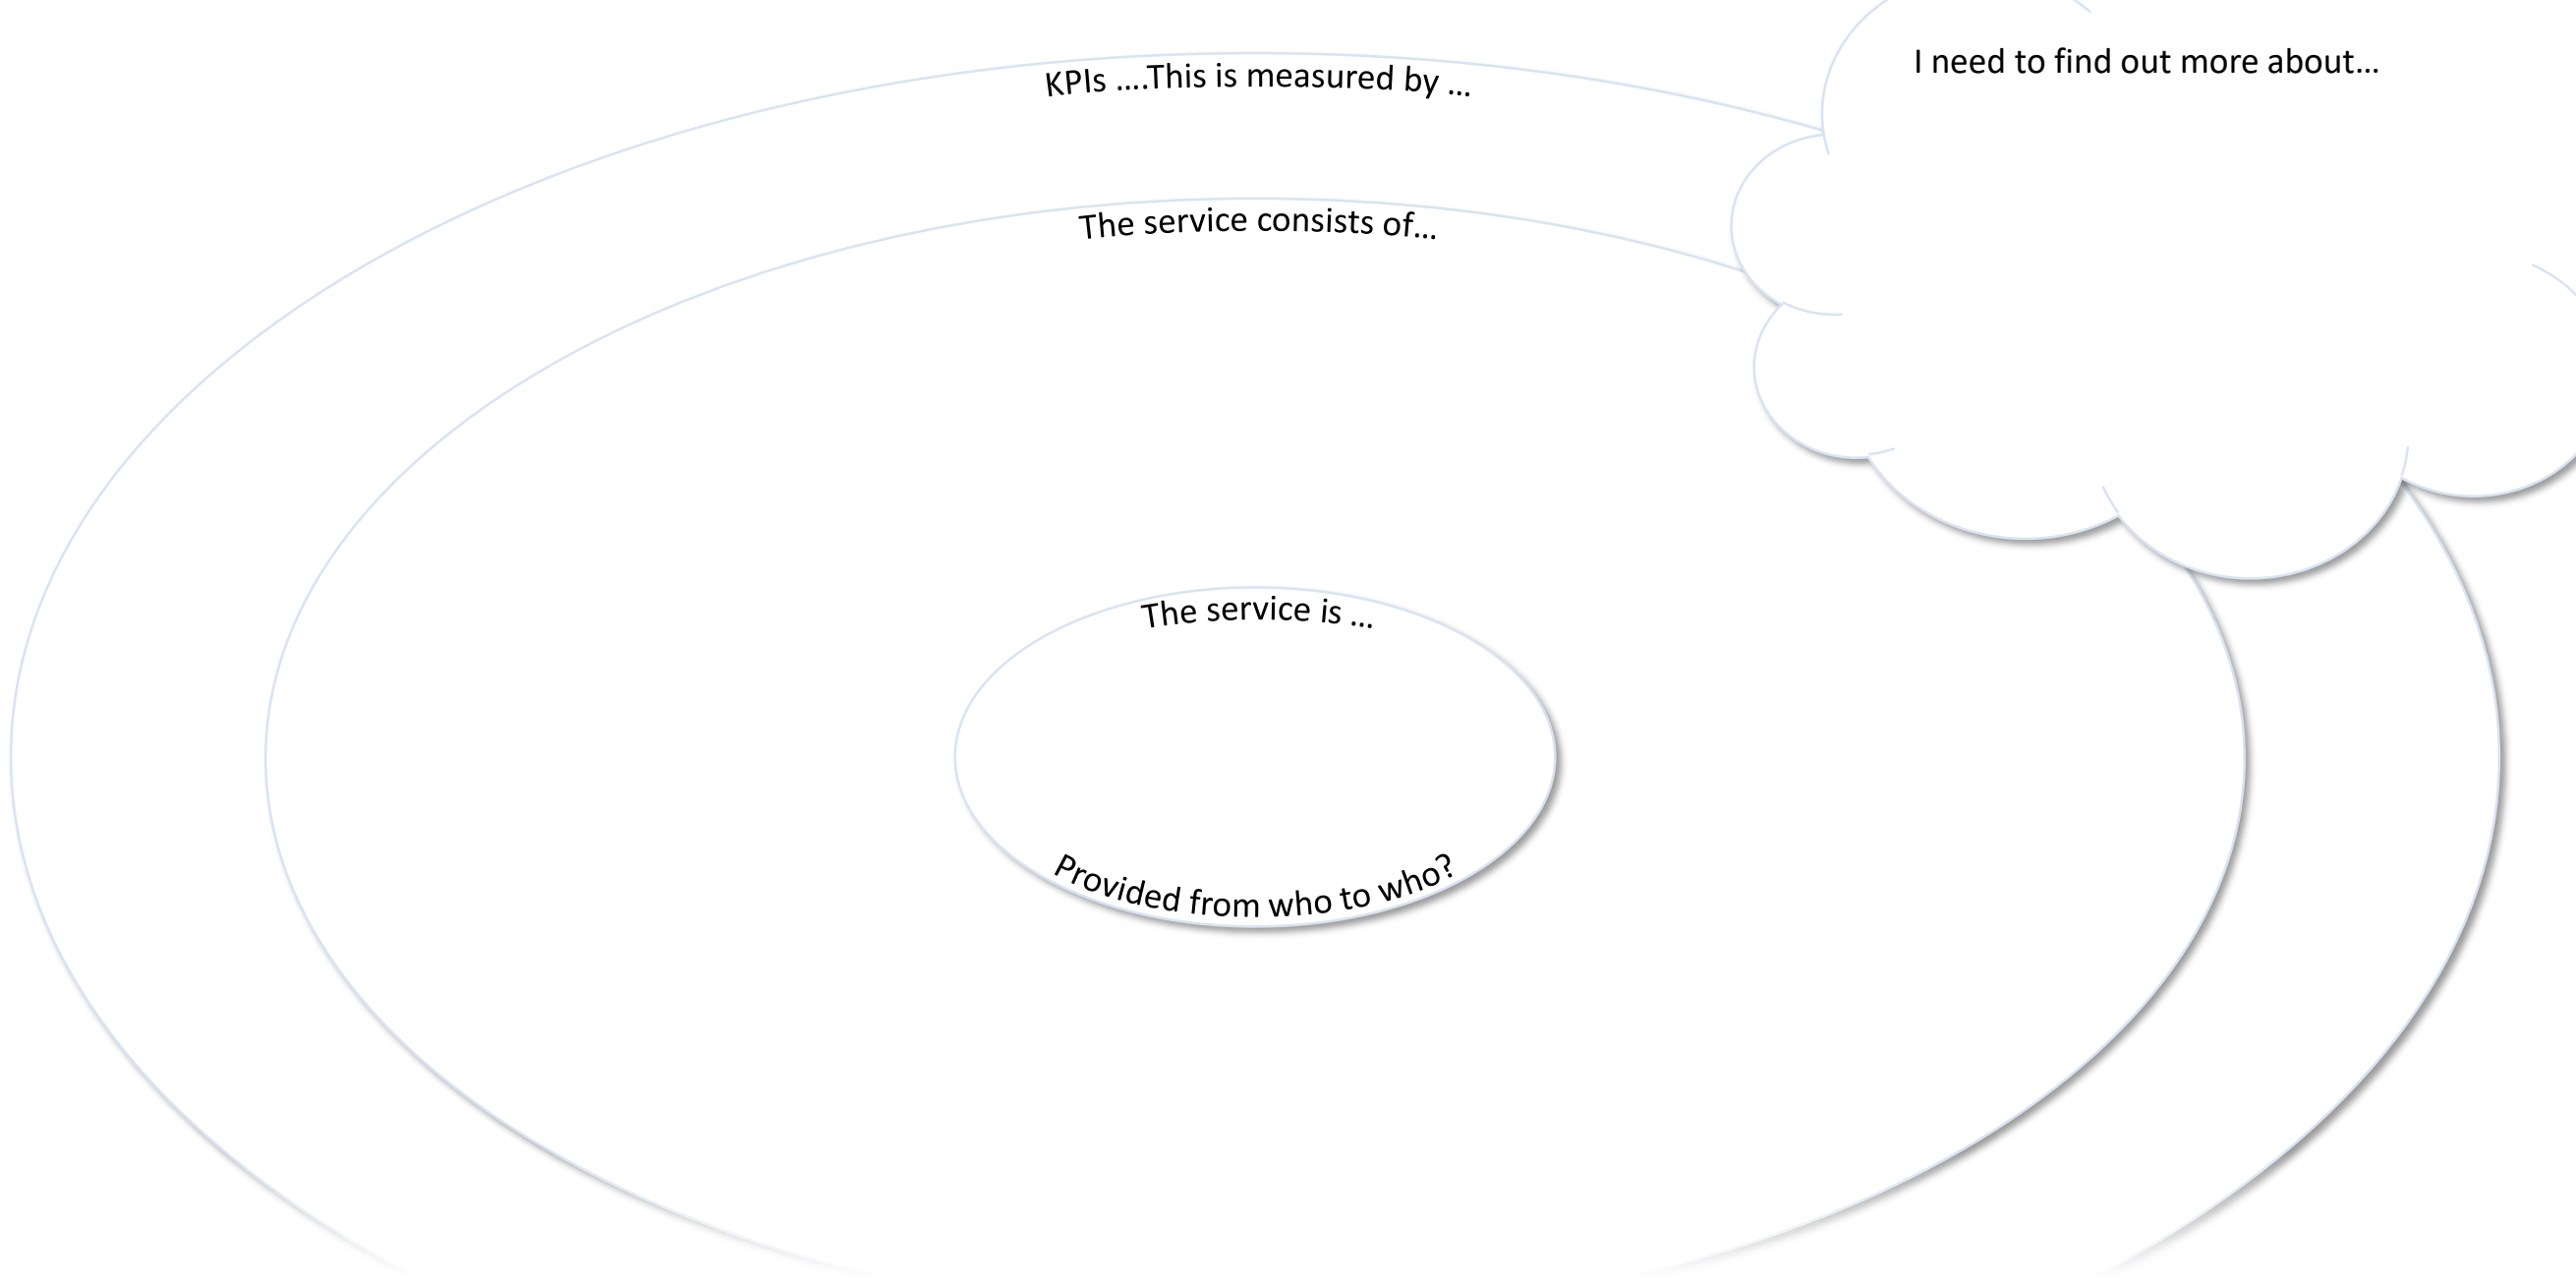 I need to find out more about...
KPIs ....This is measured by ...
The service consists of...
The service is ...
Provided from who to who?